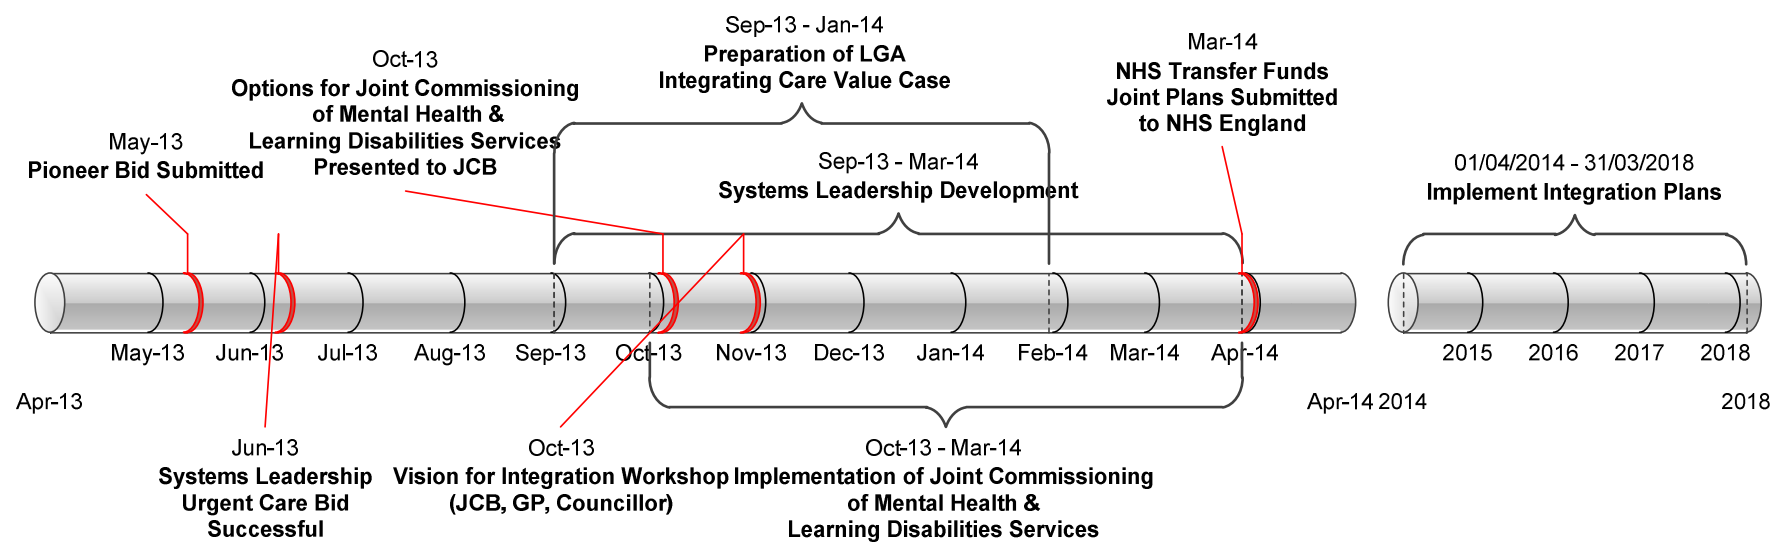 Sep-13 - Jan-14
Preparation of LGA
Integrating Care Value Case
Mar-14
NHS Transfer Funds
Joint Plans Submitted
to NHS England
Oct-13
Options for Joint Commissioning
of Mental Health &
Learning Disabilities Services
Presented to JCB
May-13
Pioneer Bid Submitted
Sep-13 - Mar-14
Systems Leadership Development
01/04/2014 - 31/03/2018
Implement Integration Plans
May-13 Jun-13 Jul-13 Aug-13 Sep-13 Oct-13 Nov-13 Dec-13 Jan-14 Feb-14 Mar-14 Apr-14 2015 2016 2017 2018
Apr-13 Apr-14 2014 2018
Jun-13
Systems Leadership
Urgent Care Bid
Successful
Oct-13
Vision for Integration Workshop
(JCB, GP, Councillor)
Oct-13 - Mar-14
Implementation of Joint Commissioning
of Mental Health &
Learning Disabilities Services